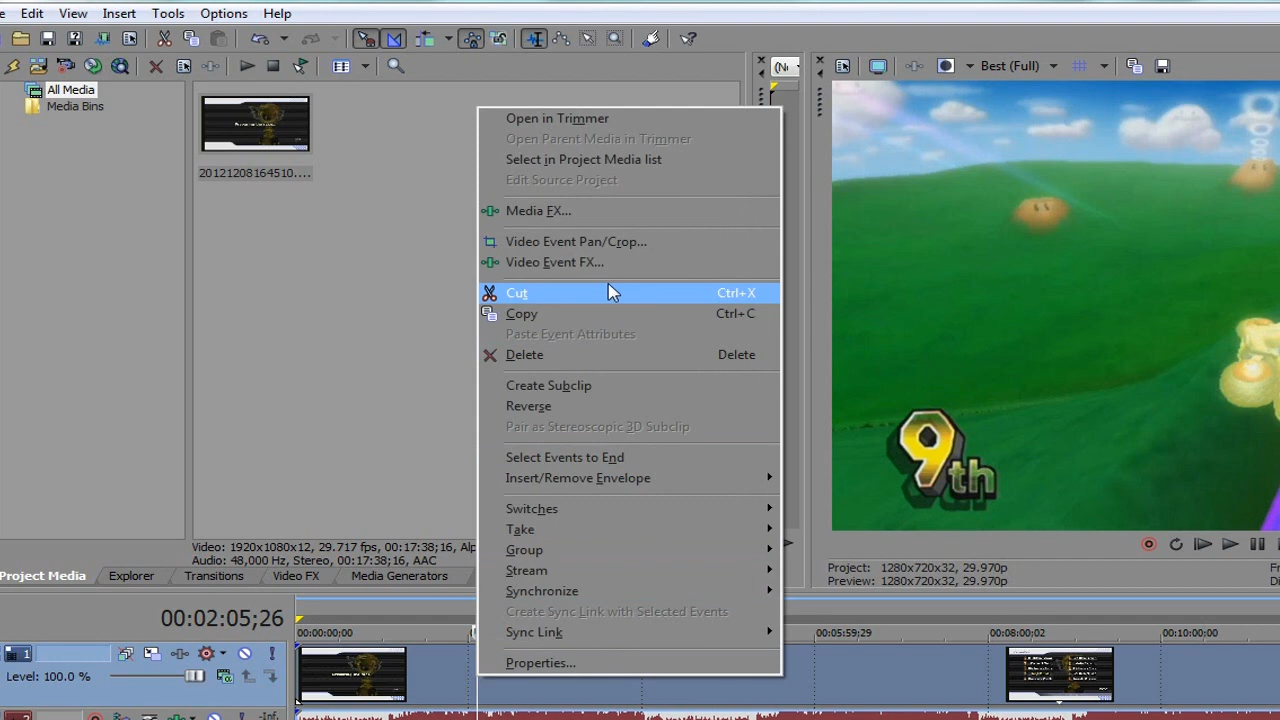 e Edit View Insert Tools Options Help
All Media
Media Bins
20121208164510....
Best (Full)
Open in Trimmer
Open Parent Media in Trimmer
Select in Project Media list
Edit Source Project
Media FX...
Video Event Pan/Crop...
Video Event FX...
Cut Ctrl+X
Copy Ctrl+C
Paste Event Attributes
Delete Delete
Create Subclip
Reverse
Pair as Stereoscopic 3D Subclip
Select Events to End
Insert/Remove Envelope
Switches
Take
Group
Stream
Synchronize
Create Sync Link with Selected Events
Sync Link
Properties...
9th
Video: 1920x1080x12, 29.717 fps, 00:17:38;16, Alp
Audio: 48,000 Hz, Stereo, 00:17:38;16, AAC
Project Media Explorer Transitions Video FX Media Generators
Project: 1280x720x32, 29.970p
Preview: 1280x720x32, 29.970p
00:02:05;26
00:00:00;00 00:05:59;29 00:08:00;02 00:10:00;00
1
Level: 100.0 %